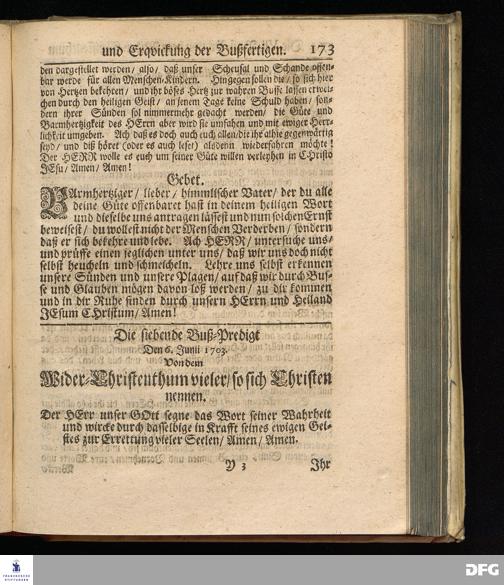 und Erqvickung der Bußfertigen. 173
den dargestellet werden/ also/ daß unser Scheusal und Schande offen-
bar werde für allen Menschen-Kindern. Hingegen sollen die/ so sich hier
von Hertzen bekehren/ und ihr böses Hertz zur wahren Busse lassen erwei-
chen durch den heiligen Geist/ an jenem Tage keine Schuld haben/ son-
dern ihrer Sünden sol nimmermehr gedacht werden/ die Güte und
Barmhertzigkeit des HErrn aber wird sie umfahen und mit ewiger Herr-
lichkeit umgeben. Ach daß es doch auch euch allen/ die ihr alhie gegenwärtig
seyd/ und diß höret (oder es auch leset) alsdenn wiederfahren möchte!
Der HERR wolle es euch um seiner Güte willen verleyhen in Christo
JEsu/ Amen/ Amen!
Gebet.
BArmhertziger/ lieber/ himmlischer Vater/ der du alle
deine Güte offenbaret hast in deinem heiligen Wort
und dieselbe uns antragen lässest und nun solchen Ernst
beweisest/ du wollest nicht der Menschen Verderben/ sondern
daß er sich bekehre und lebe. Ach HERR/ untersuche uns/
und prüffe einen jeglichen unter uns/ daß wir uns doch nicht
selbst heucheln und schmeicheln. Lehre uns selbst erkennen
unsere Sünden und unsere Plagen/ auf daß wir durch Bus-
se und Glauben mögen davon loß werden/ zu dir kommen
und in dir Ruhe finden durch unsern HErrn und Heiland
JEsum CHristum/ Amen!
Die siebende Buß-Predigt
Den 6. Junii 1703.
Von dem
Wider-Christenthum vieler/ so sich Christen
nennen.
Der HErr unser GOtt segne das Wort seiner Wahrheit
und wircke durch dasselbige in Krafft seines ewigen Gei-
stes zur Errettung vieler Seelen/ Amen/ Amen.
Y 3 Ihr
FRANCKESCHE
STIFTUNGEN
DFG